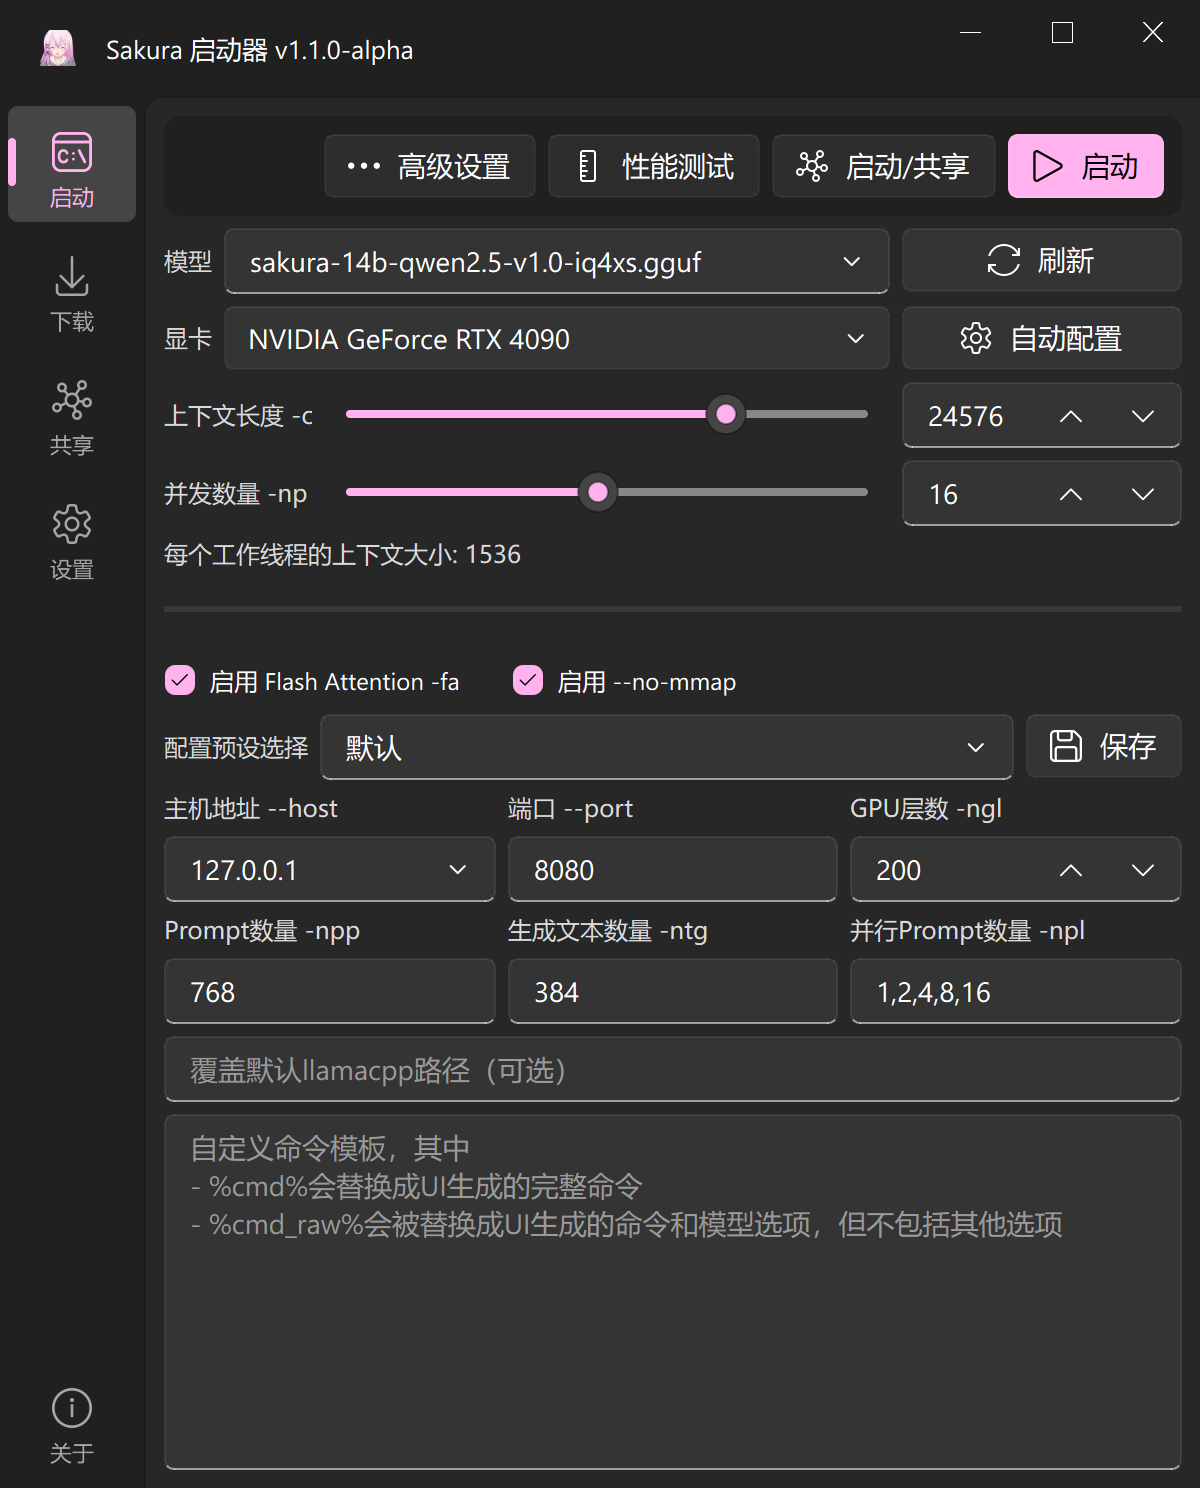 Sakura 启动器 v1.1.0-alpha
C:\
启动
下载
共享
设置
关于
高级设置
性能测试
启动/共享
启动
模型
sakura-14b-qwen2.5-v1.0-iq4xs.gguf
刷新
显卡
NVIDIA GeForce RTX 4090
自动配置
上下文长度 -c
24576
并发数量 -np
16
每个工作线程的上下文大小: 1536
启用 Flash Attention -fa
启用 --no-mmap
配置预设选择
默认
保存
主机地址 --host
端口 --port
GPU层数 -ngl
127.0.0.1
8080
200
Prompt数量 -npp
生成文本数量 -ntg
并行Prompt数量 -npl
768
384
1,2,4,8,16
覆盖默认llamacpp路径（可选）
自定义命令模板，其中
- %cmd%会替换成UI生成的完整命令
- %cmd_raw%会被替换成UI生成的命令和模型选项，但不包括其他选项